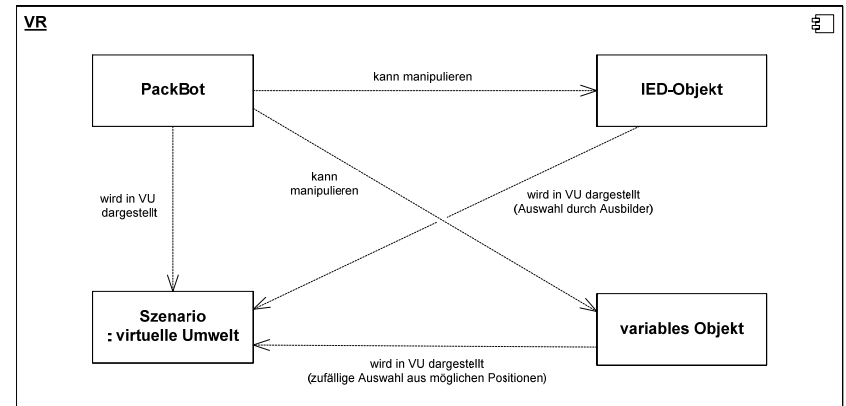 VR
PackBot
kann manipulieren
IED-Objekt
kann
manipulieren
wird in VU
dargestellt
wird in VU dargestellt
(Auswahl durch Ausbilder)
Szenario
: virtuelle Umwelt
variables Objekt
wird in VU dargestellt
(zufällige Auswahl aus möglichen Positionen)